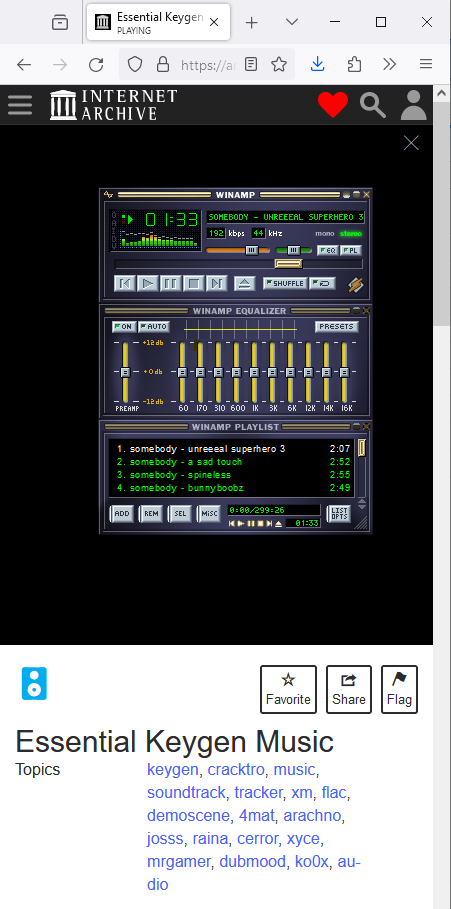 Essential Keygen
PLAYING
https://ar
INTERNET
ARCHIVE
WINAMP
01:33
SOMEBODY - UNREEEAL SUPERHERO 3
192 kbps 44 kHz mono stereo
EQ PL
SHUFFLE
WINAMP EQUALIZER
ON AUTO PRESETS
+12 db
+0 db
-12 db
PREAMP 60 170 310 600 1K 3K 6K 12K 14K 16K
WINAMP PLAYLIST
1. somebody - unreeeal superhero 3 2:07
2. somebody - a sad touch 2:52
3. somebody - spineless 2:55
4. somebody - bunnyboobz 2:49
ADD REM SEL MISC 0:00/299:26 LIST OPTS
01:33
Favorite Share Flag
Essential Keygen Music
Topics keygen, cracktro, music,
soundtrack, tracker, xm, flac,
demoscene, 4mat, arachno,
josss, raina, cerror, xyce,
mrgamer, dubmood, ko0x, au-
dio